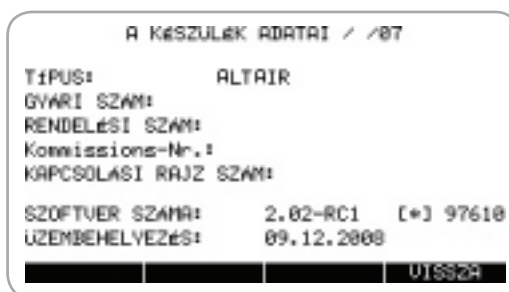 A KéSZULéK ADATAI / /07
TíPUS: ALTAIR
GYARI SZAM:
RENDELéSI SZAM:
Kommissions-Nr.:
KAPCSOLASI RAJZ SZAM:
SZOFTVER SZAMA: 2.02-RC1 [*] 97610
üZEMBEHELVEZéS: 09.12.2008
VISSZA